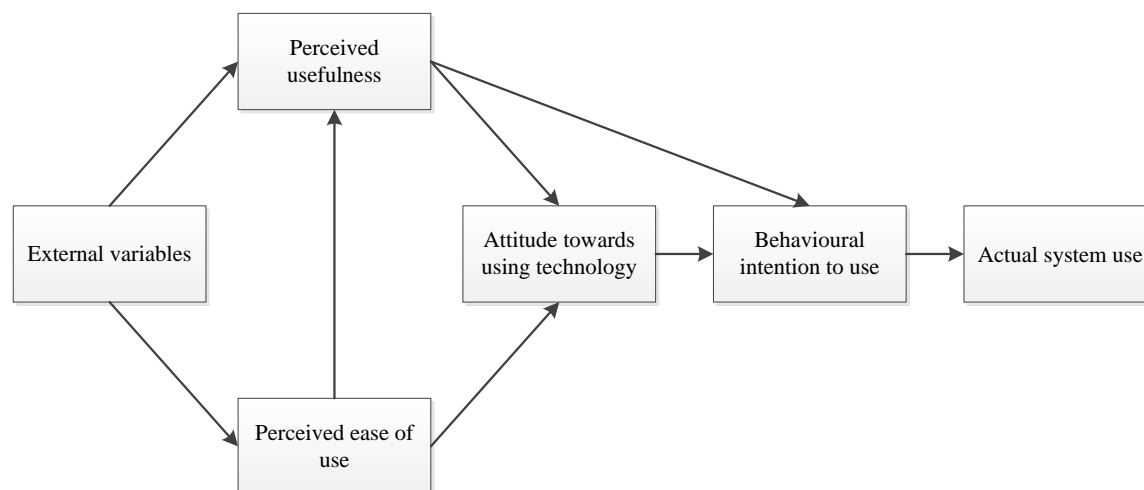 Perceived
usefulness
External variables
Attitude towards
using technology
Behavioural
intention to use
Actual system use
Perceived ease of
use